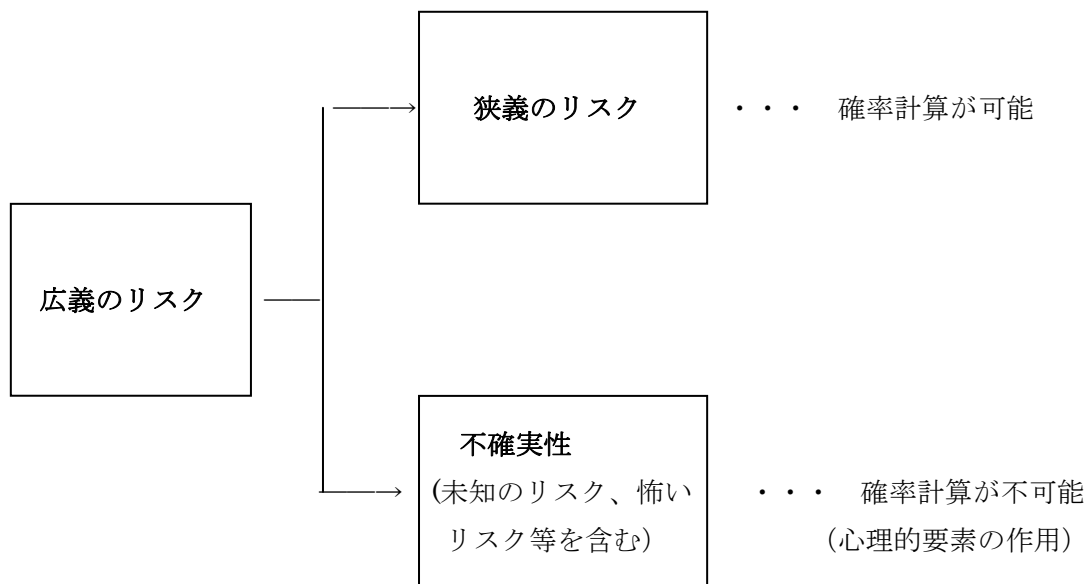 狭義のリスク ・・・ 確率計算が可能
広義のリスク
不確実性
(未知のリスク、怖い ・・・ 確率計算が不可能
リスク等を含む） （心理的要素の作用）